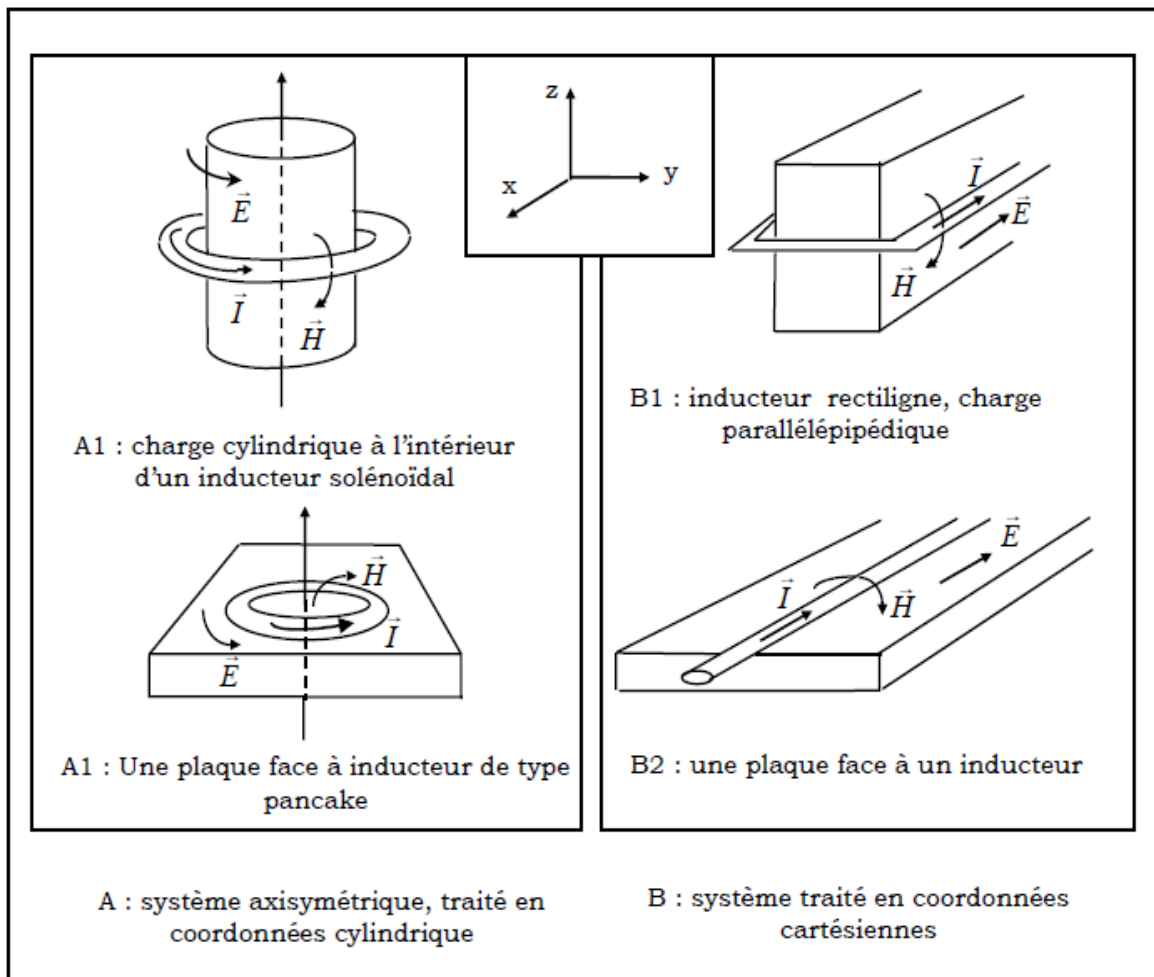 z
x
y
E
I
H
A1 : charge cylindrique à l'intérieur
d'un inducteur solénoïdal
I
E
H
B1 : inducteur  rectiligne, charge
parallélépipédique
H
I
E
A1 : Une plaque face à inducteur de type
pancake
E
I
H
B2 : une plaque face à un inducteur
A : système axisymétrique, traité en
coordonnées cylindrique
B : système traité en coordonnées
cartésiennes